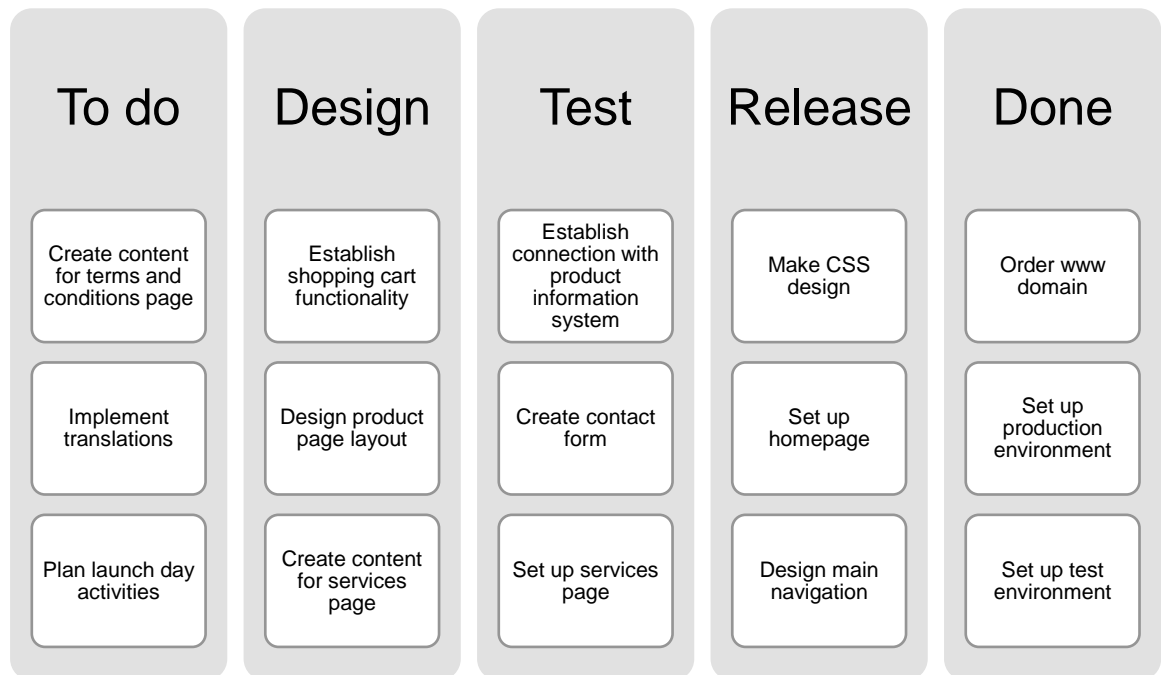 To do
Create content
for terms and
conditions page
Implement
translations
Plan launch day
activities
Design
Establish
shopping cart
functionality
Design product
page layout
Create content
for services
page
Test
Establish
connection with
product
information
system
Create contact
form
Set up services
page
Release
Make CSS
design
Set up
homepage
Design main
navigation
Done
Order www
domain
Set up
production
environment
Set up test
environment